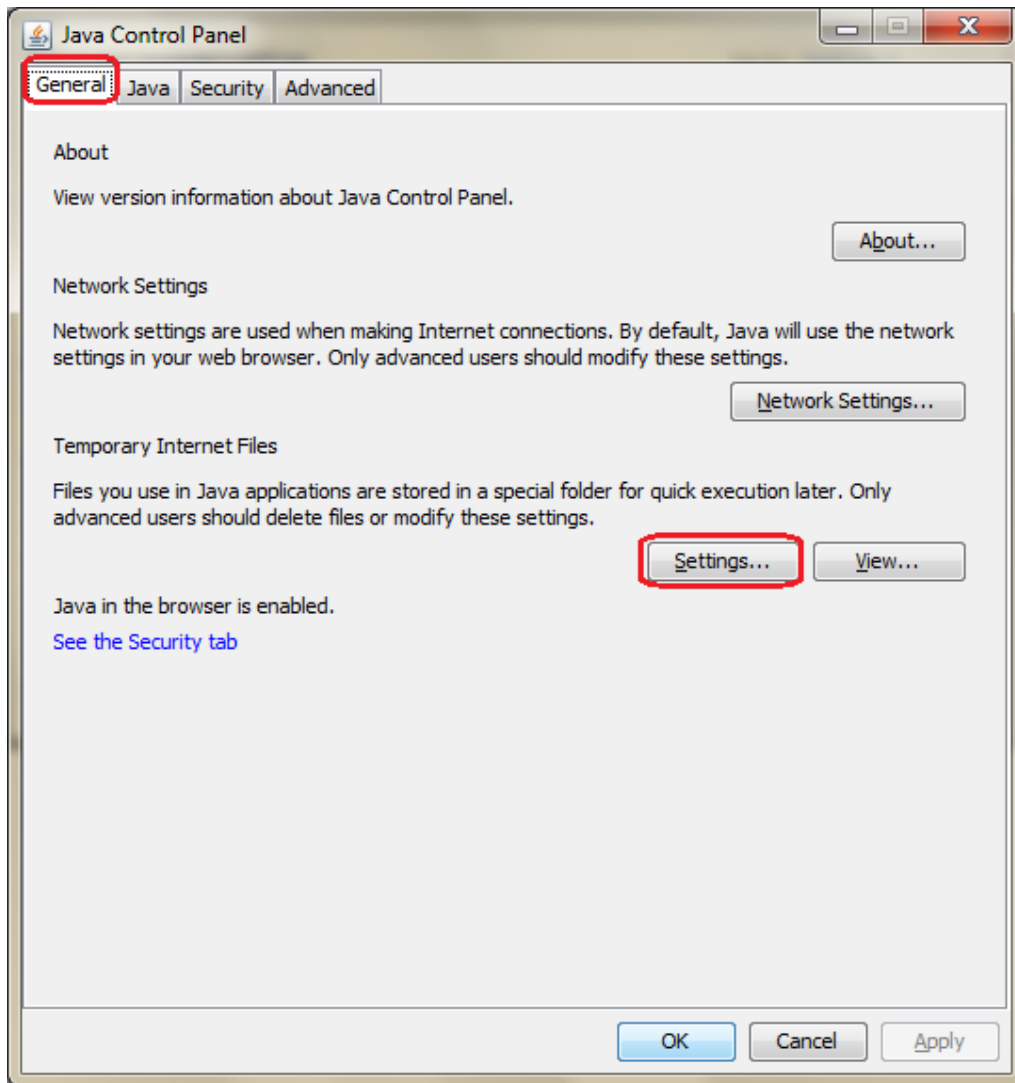 Java Control Panel
General Java Security Advanced
About
View version information about Java Control Panel.
About...
Network Settings
Network settings are used when making Internet connections. By default, Java will use the network
settings in your web browser. Only advanced users should modify these settings.
Network Settings...
Temporary Internet Files
Files you use in Java applications are stored in a special folder for quick execution later. Only
advanced users should delete files or modify these settings.
Settings... View...
Java in the browser is enabled.
See the Security tab
OK Cancel Apply